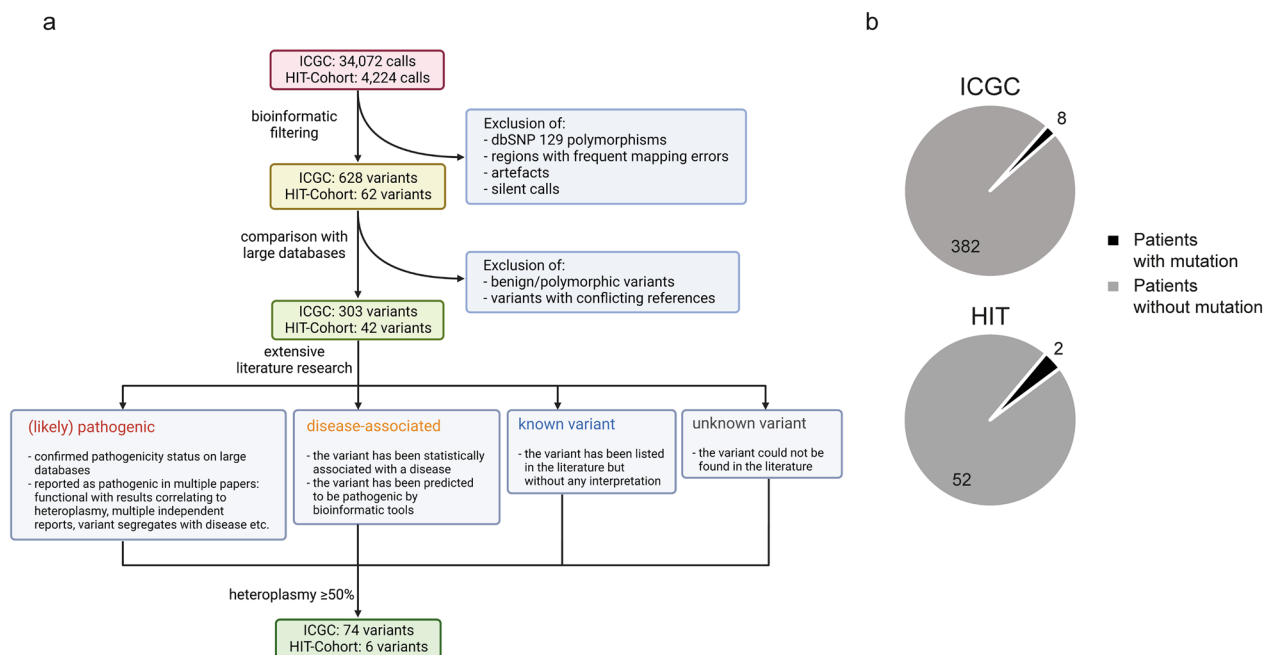 a
ICGC: 34,072 calls
HIT-Cohort: 4,224 calls
bioinformatic
filtering
Exclusion of:
- dbSNP 129 polymorphisms
- regions with frequent mapping errors
- artefacts
- silent calls
ICGC: 628 variants
HIT-Cohort: 62 variants
comparison with
large databases
Exclusion of:
- benign/polymorphic variants
- variants with conflicting references
ICGC: 303 variants
HIT-Cohort: 42 variants
extensive
literature research
(likely) pathogenic
- confirmed pathogenicity status on large
databases
- reported as pathogenic in multiple papers:
functional with results correlating to
heteroplasmy, multiple independent
reports, variant segregates with disease etc.
disease-associated
- the variant has been statistically
associated with a disease
- the variant has been predicted
to be pathogenic by
bioinformatic tools
known variant
- the variant has been listed
in the literature but
without any interpretation
unknown variant
- the variant could not be
found in the literature
heteroplasmy ≥50%
ICGC: 74 variants
HIT-Cohort: 6 variants
b
ICGC
8
382
HIT
2
52
Patients
with mutation
Patients
without mutation